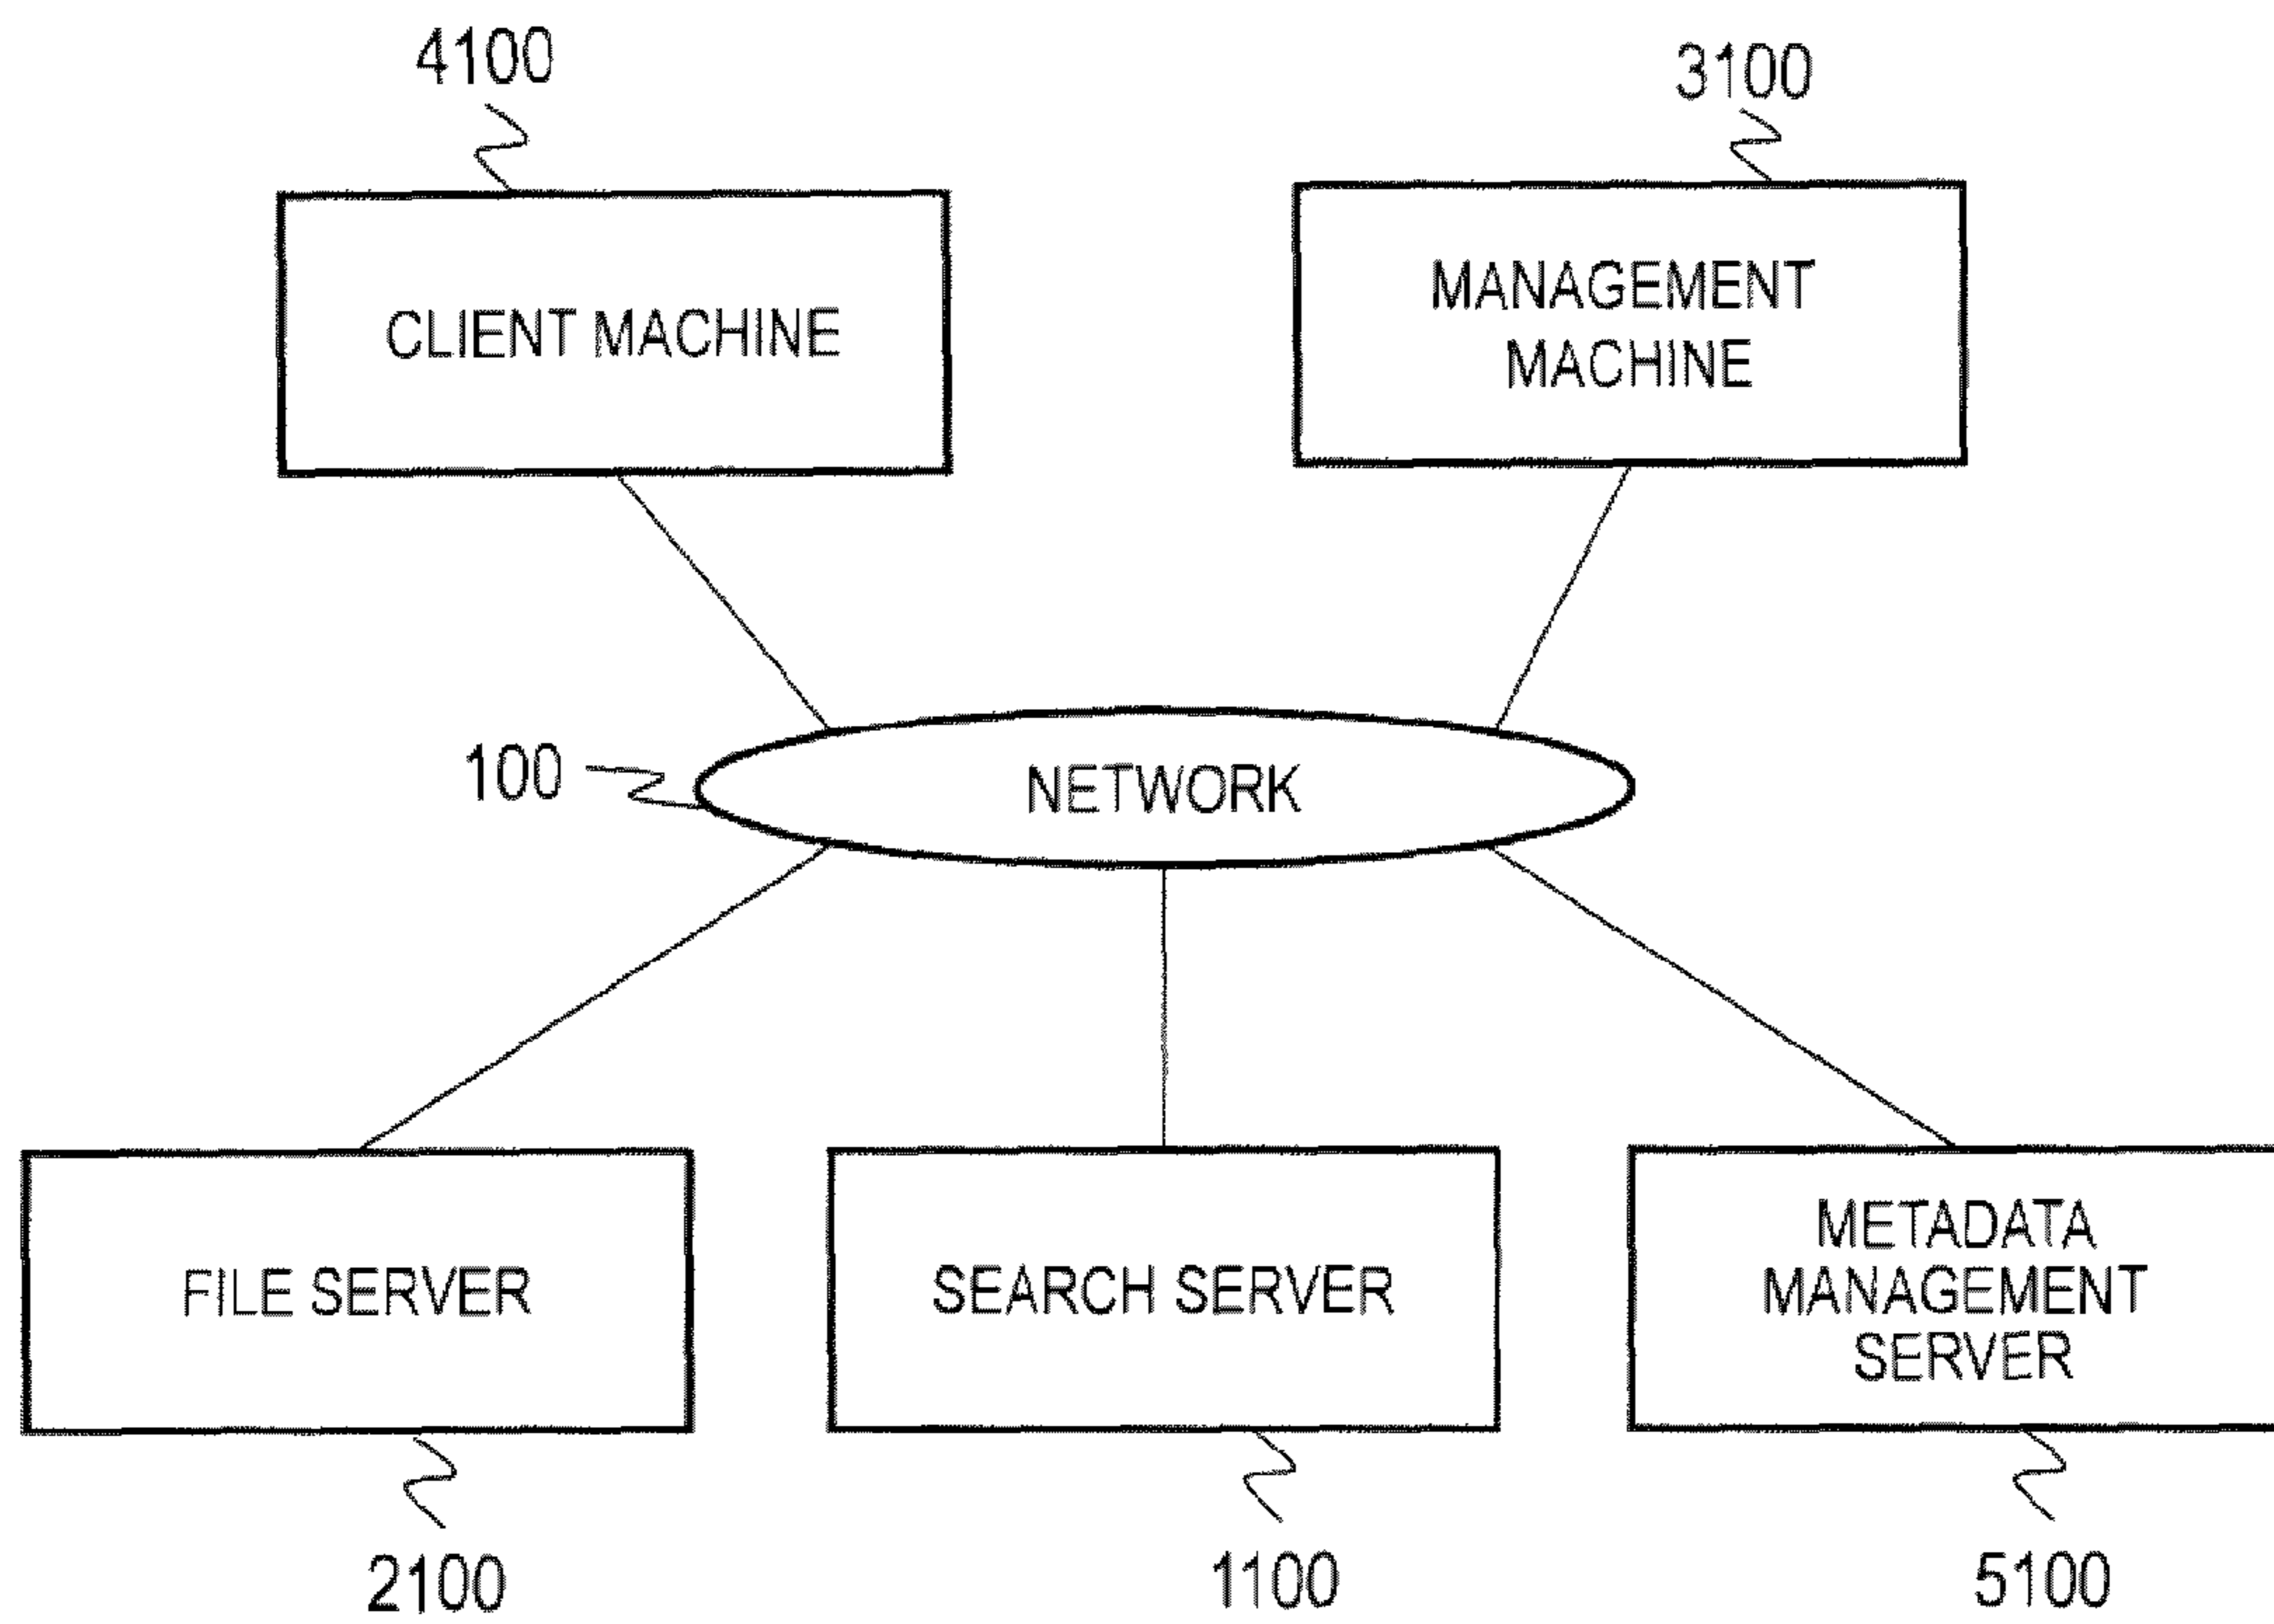 4100
3100
CLIENT MACHINE
MANAGEMENT
MACHINE
100
NETWORK
FILE SERVER
SEARCH SERVER
METADATA
MANAGEMENT
SERVER
2100
1100
5100